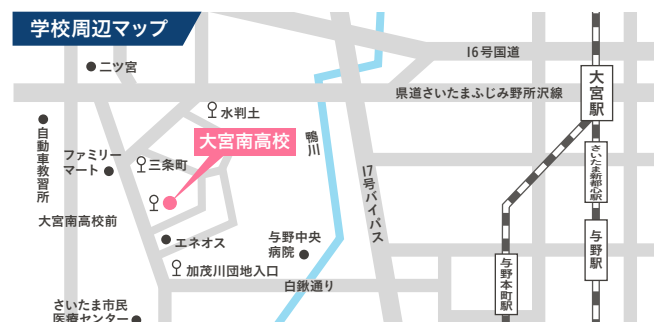 学校周辺マップ
16号国道
二ツ宮
大宮駅
県道さいたまふじみ野所沢線
水判土
自動車教習所
大宮南高校
鴨川
ファミリー
マート
三条町
さいたま新都心駅
17号バイパス
大宮南高校前
エネオス
与野中央
病院
与野駅
加茂川団地入口
与野本町駅
白鍬通り
さいたま市民
医療センター